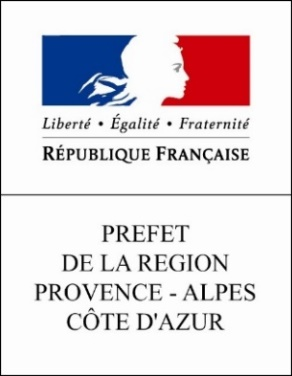 Liberté • Égalité • Fraternité
RÉPUBLIQUE FRANÇAISE
PREFET
DE LA REGION
PROVENCE - ALPES
CÔTE D'AZUR